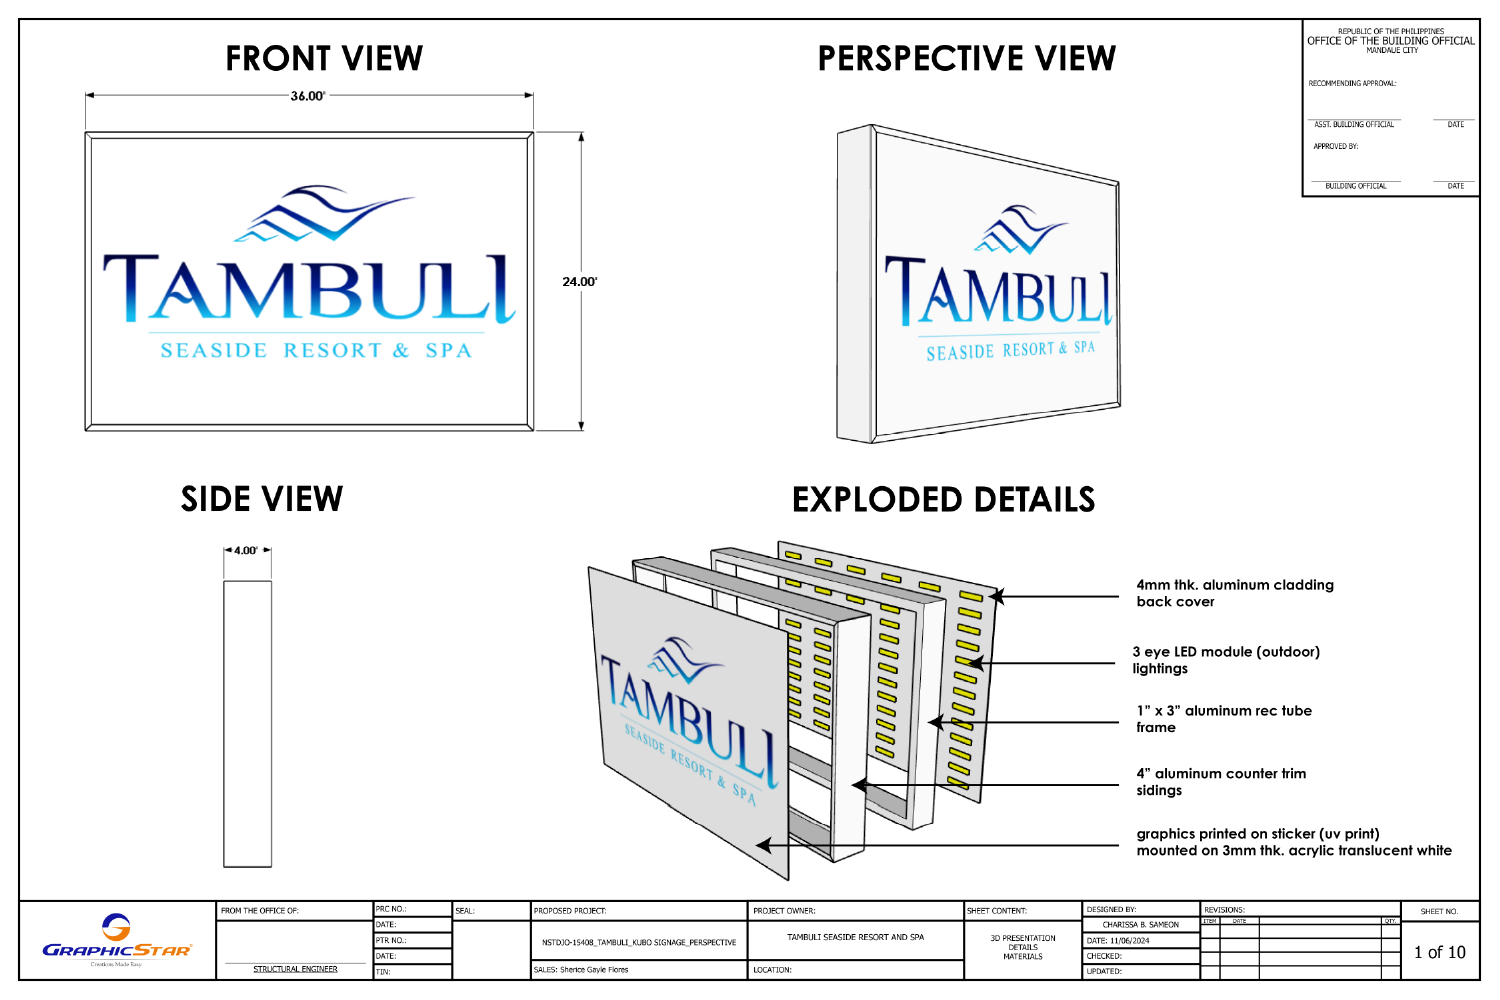 FRONT VIEW
36.00"
24.00"
TAMBULI
SEASIDE RESORT & SPA
PERSPECTIVE VIEW
TAMBULI
SEASIDE RESORT & SPA
REPUBLIC OF THE PHILIPPINES
OFFICE OF THE BUILDING OFFICIAL
MANDAUE CITY
RECOMMENDING APPROVAL:
ASST. BUILDING OFFICIAL DATE
APPROVED BY:
BUILDING OFFICIAL DATE
SIDE VIEW
4.00"
EXPLODED DETAILS
TAMBULI
SEASIDE RESORT & SPA
4mm thk. aluminum cladding
back cover
3 eye LED module (outdoor)
lightings
1” x 3” aluminum rec tube
frame
4” aluminum counter trim
sidings
graphics printed on sticker (uv print)
mounted on 3mm thk. acrylic translucent white
GRAPHICSTAR
Creations Made Easy
FROM THE OFFICE OF:
STRUCTURAL ENGINEER
PRC NO.:
DATE:
PTR NO.:
DATE:
TIN:
SEAL:
PROPOSED PROJECT:
NSTDJO-15408_TAMBULI_KUBO SIGNAGE_PERSPECTIVE
SALES: Sherice Gayle Flores
PROJECT OWNER:
TAMBULI SEASIDE RESORT AND SPA
LOCATION:
SHEET CONTENT:
3D PRESENTATION
DETAILS
MATERIALS
DESIGNED BY:
CHARISSA B. SAMEON
DATE: 11/06/2024
CHECKED:
UPDATED:
REVISIONS:
ITEM DATE QTY.
SHEET NO.
1 of 10